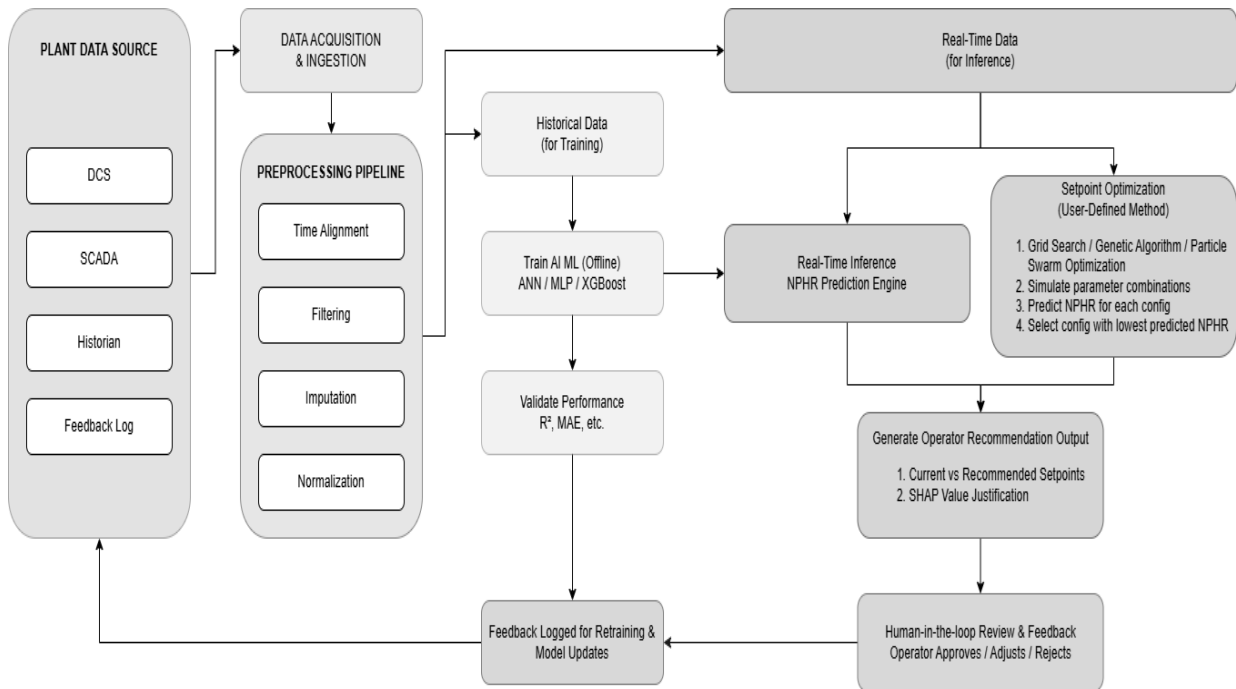 PLANT DATA SOURCE
DCS
SCADA
Historian
Feedback Log
DATA ACQUISITION
& INGESTION
PREPROCESSING PIPELINE
Time Alignment
Filtering
Imputation
Normalization
Historical Data
(for Training)
Train AI ML (Offline)
ANN / MLP / XGBoost
Validate Performance
R², MAE, etc.
Feedback Logged for Retraining &
Model Updates
Real-Time Data
(for Inference)
Real-Time Inference
NPHR Prediction Engine
Setpoint Optimization
(User-Defined Method)
1. Grid Search / Genetic Algorithm / Particle
Swarm Optimization
2. Simulate parameter combinations
3. Predict NPHR for each config
4. Select config with lowest predicted NPHR
Generate Operator Recommendation Output
1. Current vs Recommended Setpoints
2. SHAP Value Justification
Human-in-the-loop Review & Feedback
Operator Approves / Adjusts / Rejects